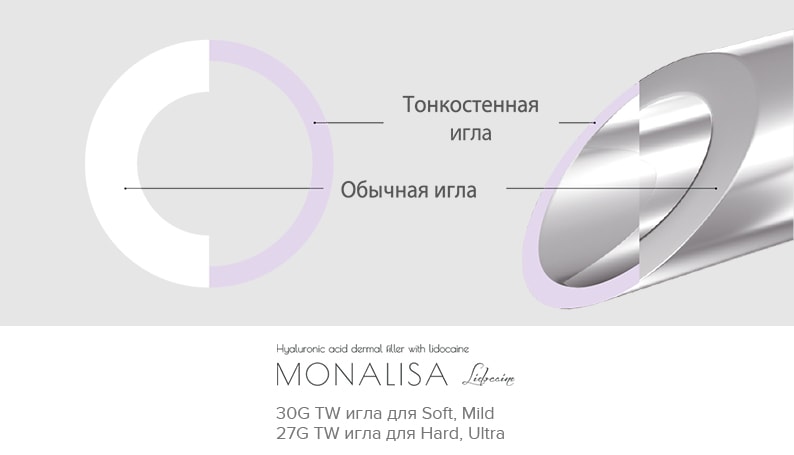 Тонкостенная
игла
Обычная игла
Hyaluronic acid dermal filler with lidocaine
MONALISA Lidocaine
30G TW игла для Soft, Mild
27G TW игла для Hard, Ultra